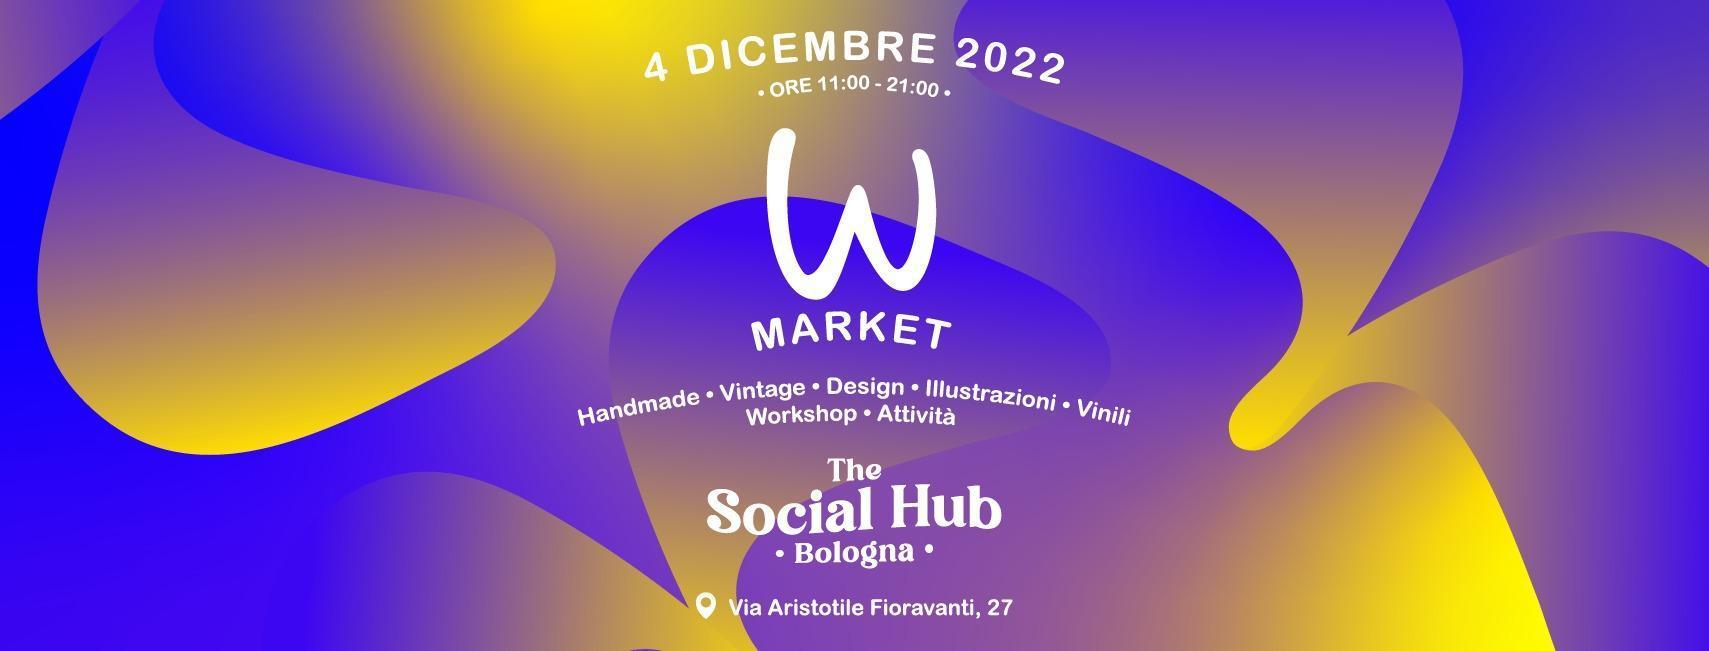 4 DICEMBRE 2022
• ORE 11:00 - 21:00 •
W
MARKET
Handmade • Vintage • Design • Illustrazioni • Vinili
Workshop • Attività
The
Social Hub
• Bologna •
Via Aristotile Fioravanti, 27